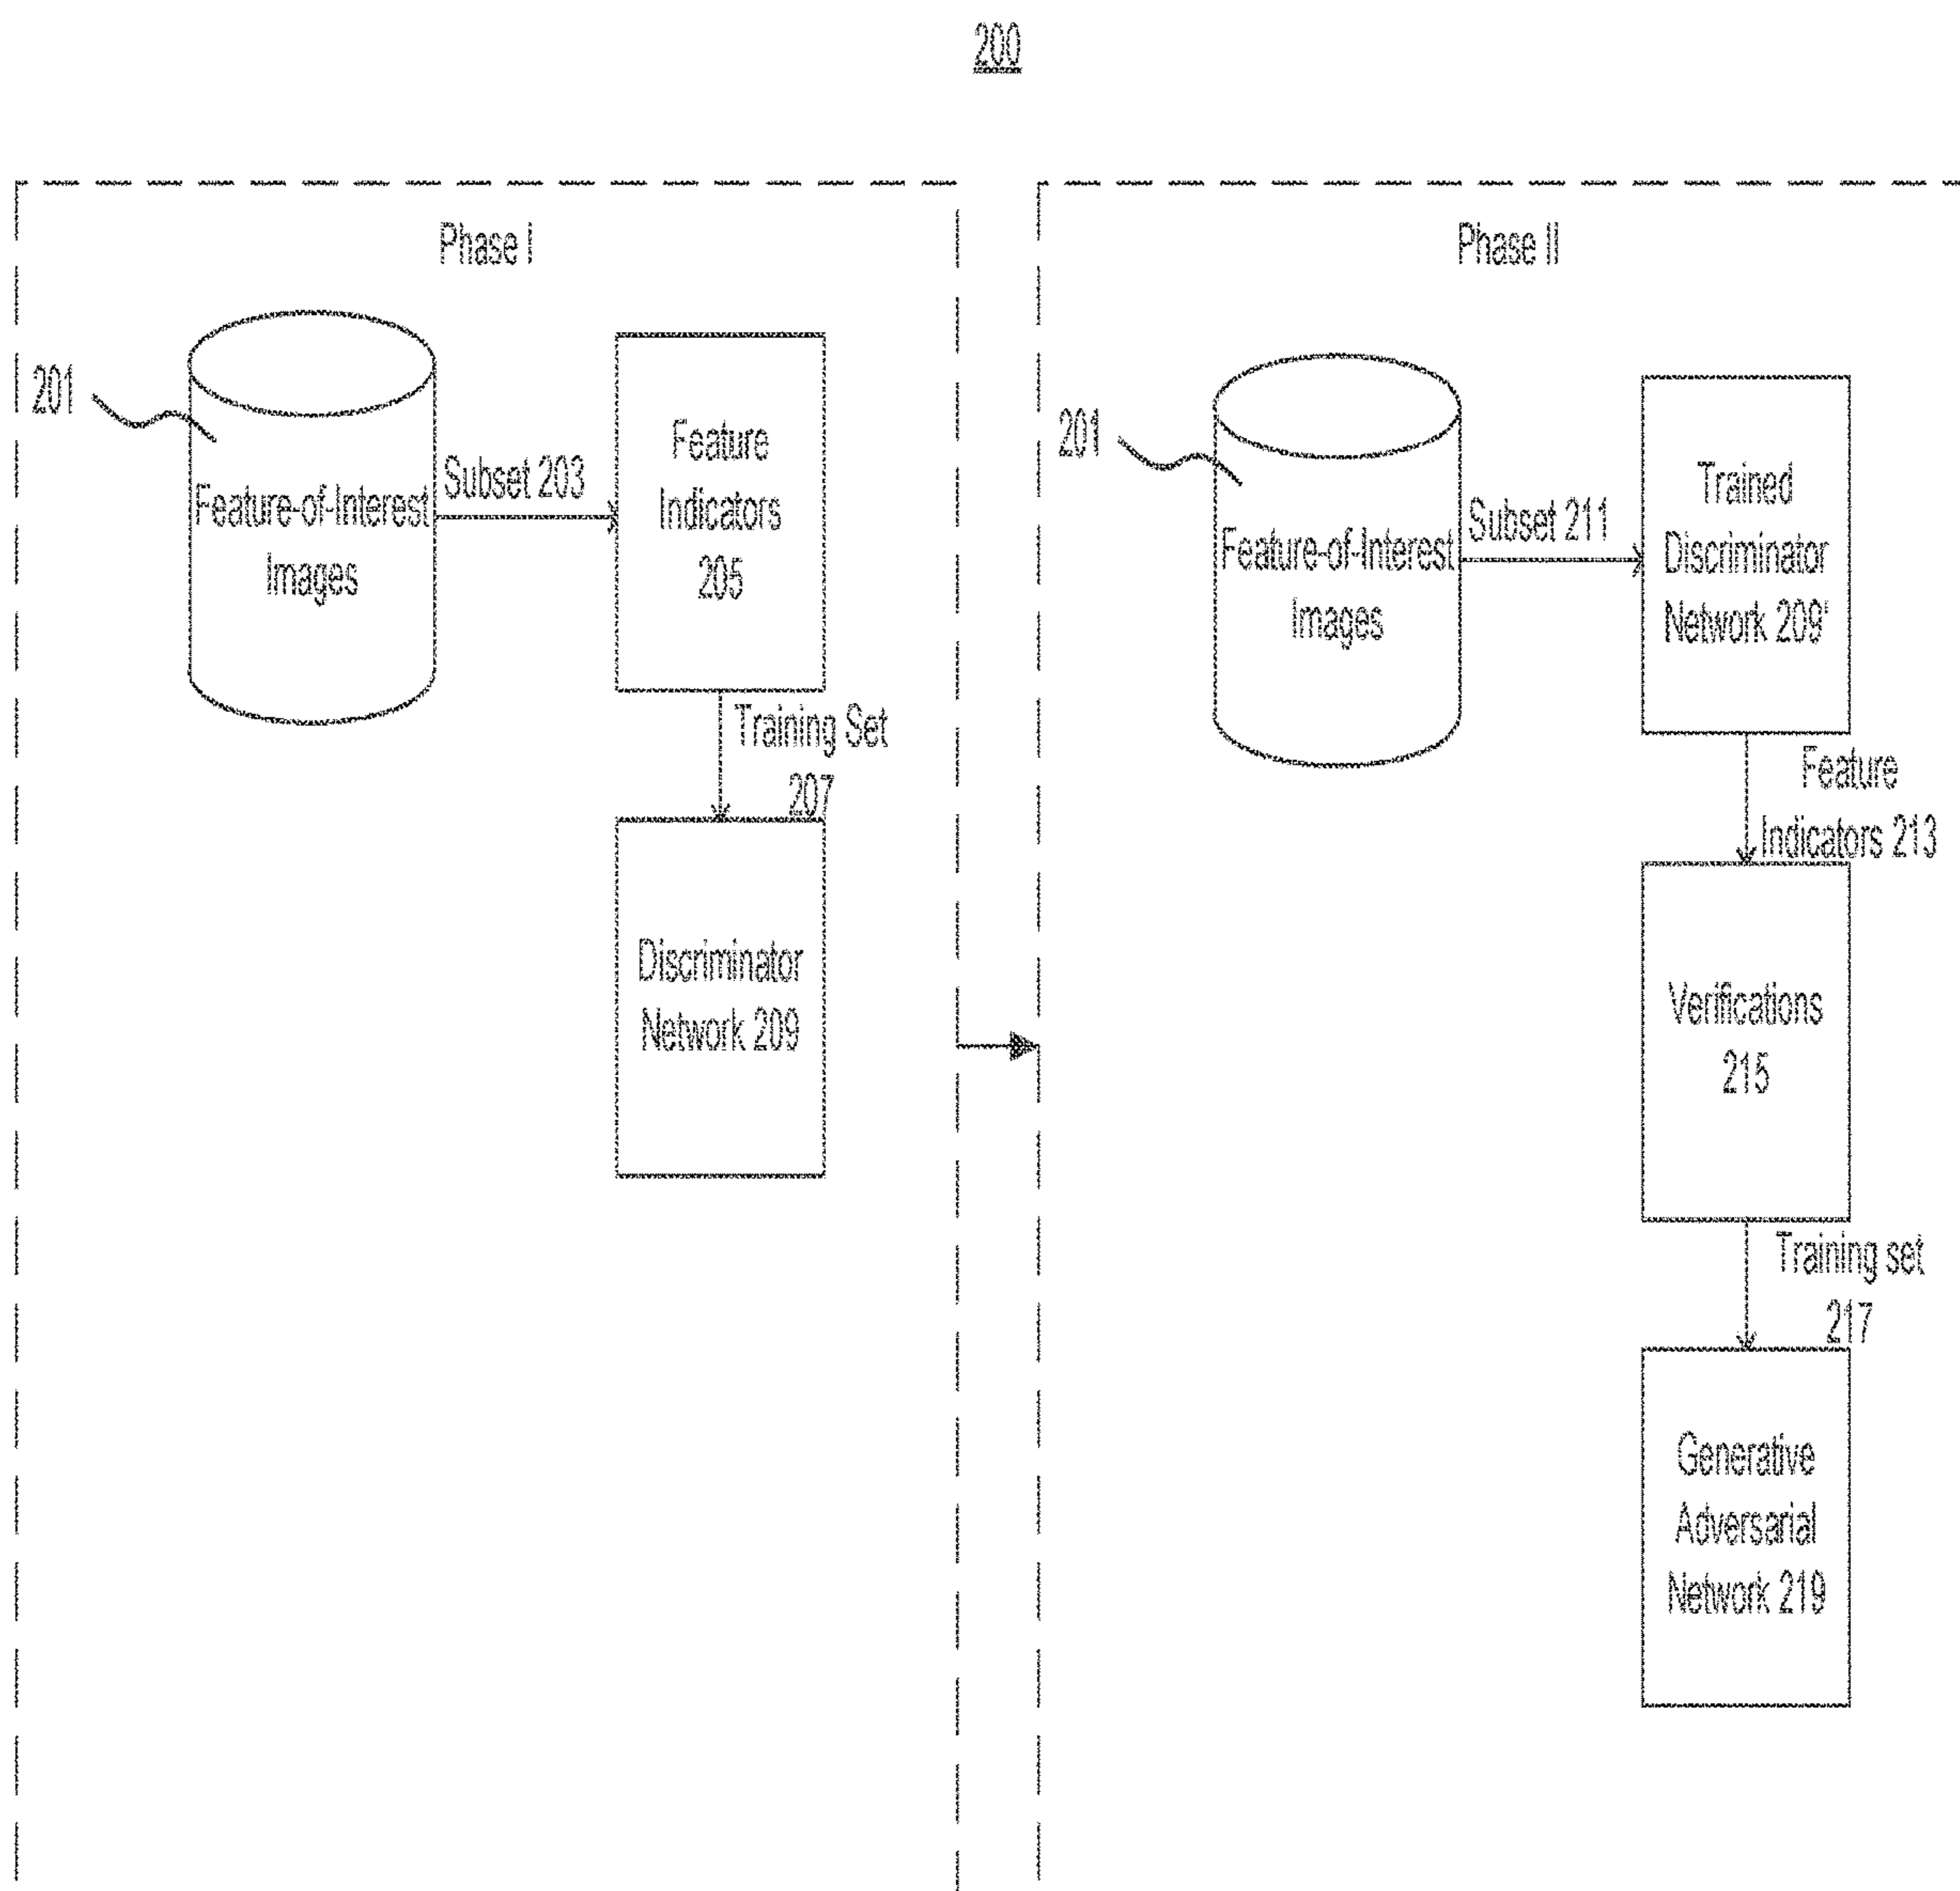 200
Phase I
201
Feature-of-Interest
Images
Subset 203
Feature
Indicators
205
Training Set
207
Discriminator
Network 209
Phase II
201
Feature-of-Interest
Images
Subset 211
Trained
Discriminator
Network 209'
Feature
Indicators 213
Verifications
215
Training set
217
Generative
Adversarial
Network 219